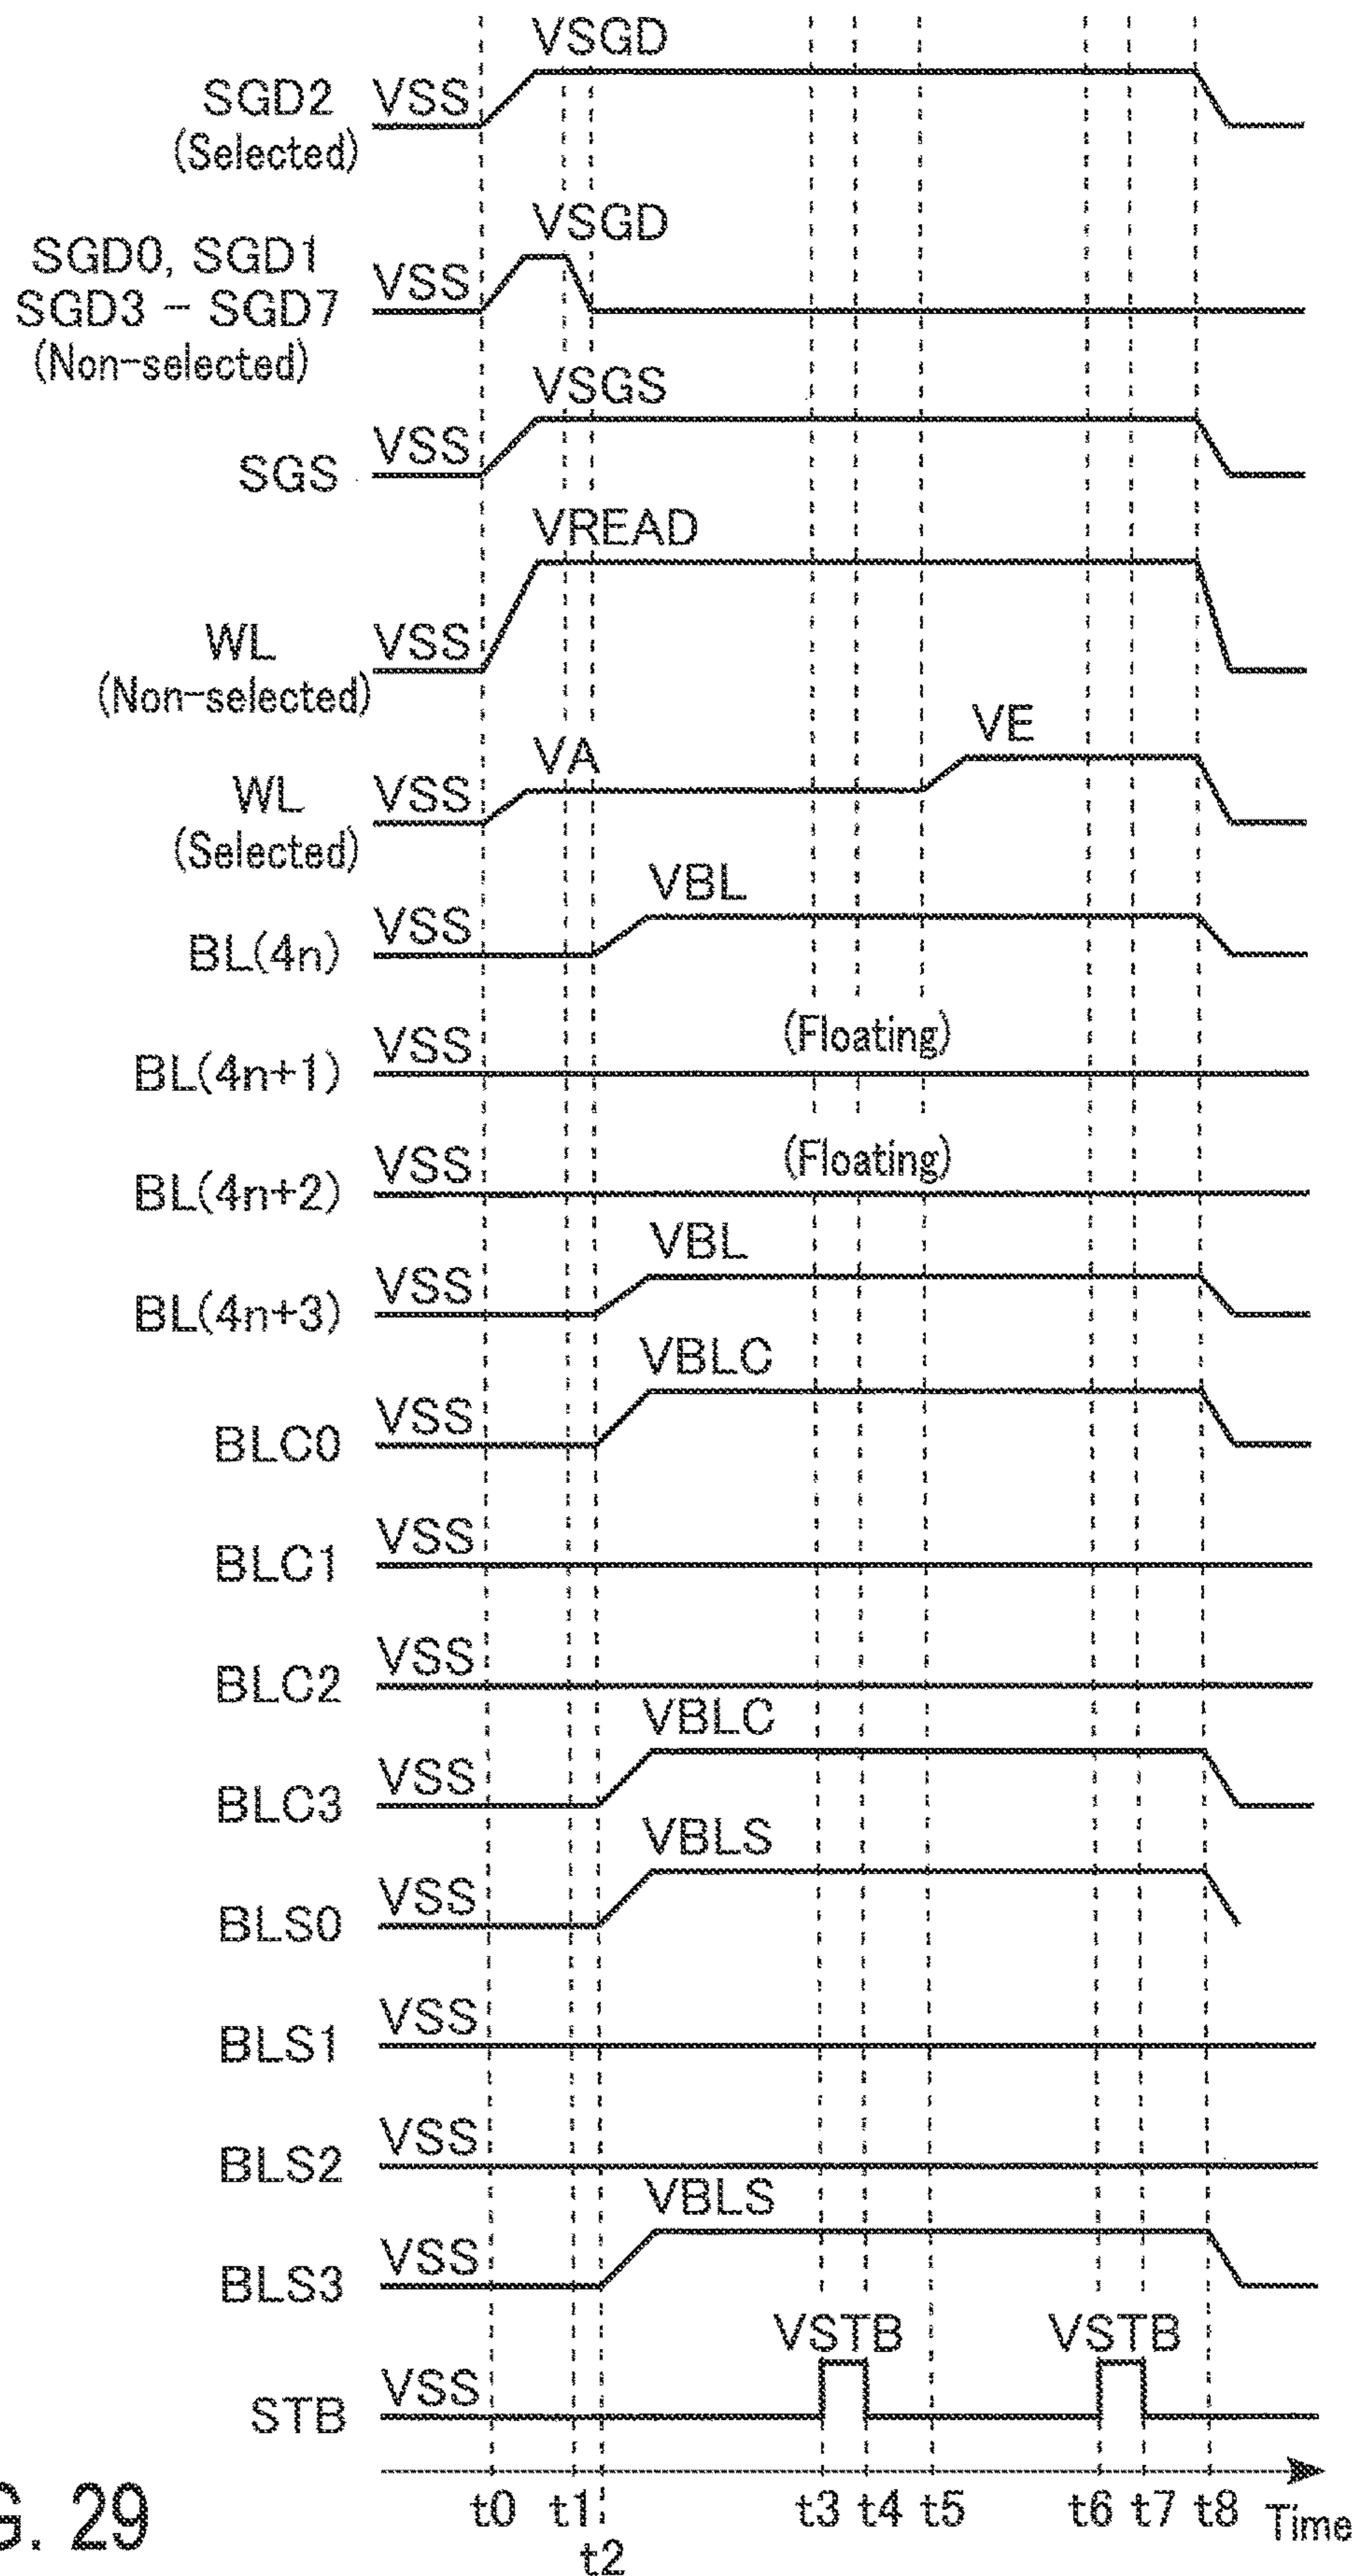 VSGD
SGD2 VSS
(Selected)
VSGD
SGD0, SGD1
SGD3 - SGD7 VSS
(Non-selected)
VSGS
SGS VSS
VREAD
WL VSS
(Non-selected)
VE
VA
WL VSS
(Selected)
VBL
BL(4n) VSS
(Floating)
BL(4n+1) VSS
(Floating)
BL(4n+2) VSS
VBL
BL(4n+3) VSS
VBLC
BLC0 VSS
BLC1 VSS
BLC2 VSS
VBLC
BLC3 VSS
VBLS
BLS0 VSS
BLS1 VSS
BLS2 VSS
VBLS
BLS3 VSS
VSTB VSTB
STB VSS
t0 t1 t2 t3 t4 t5 t6 t7 t8 Time
G. 29